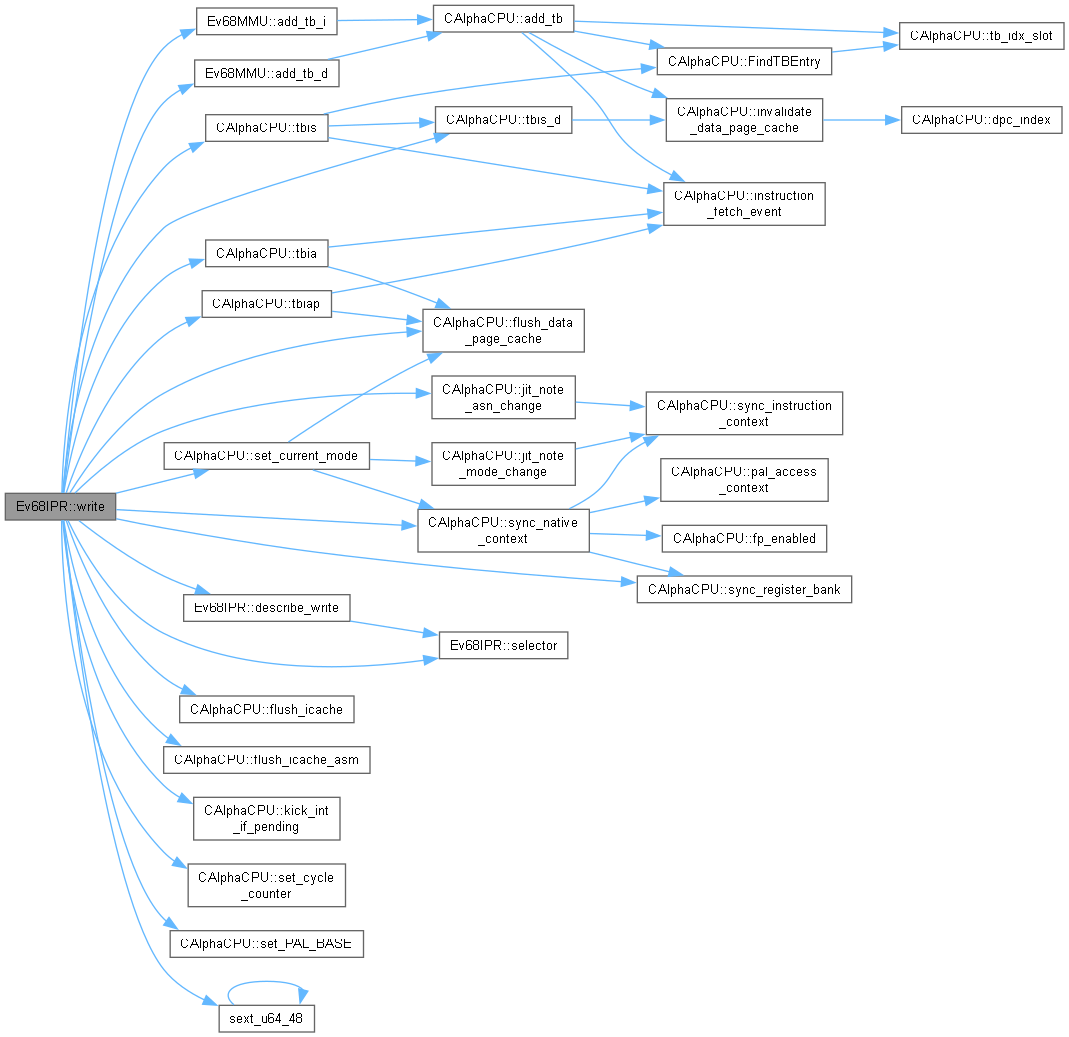 Ev68MMU::add_tb_i
CAlphaCPU::add_tb
CAlphaCPU::tb_idx_slot
CAlphaCPU::FindTBEntry
Ev68MMU::add_tb_d
CAlphaCPU::invalidate
_data_page_cache
CAlphaCPU::dpc_index
CAlphaCPU::tbis
CAlphaCPU::tbis_d
CAlphaCPU::instruction
_fetch_event
CAlphaCPU::tbia
CAlphaCPU::tbiap
CAlphaCPU::flush_data
_page_cache
CAlphaCPU::jit_note
_asn_change
CAlphaCPU::sync_instruction
_context
CAlphaCPU::set_current_mode
CAlphaCPU::jit_note
_mode_change
CAlphaCPU::pal_access
_context
Ev68IPR::write
CAlphaCPU::sync_native
_context
CAlphaCPU::fp_enabled
CAlphaCPU::sync_register_bank
Ev68IPR::describe_write
Ev68IPR::selector
CAlphaCPU::flush_icache
CAlphaCPU::flush_icache_asm
CAlphaCPU::kick_int
_if_pending
CAlphaCPU::set_cycle
_counter
CAlphaCPU::set_PAL_BASE
sext_u64_48